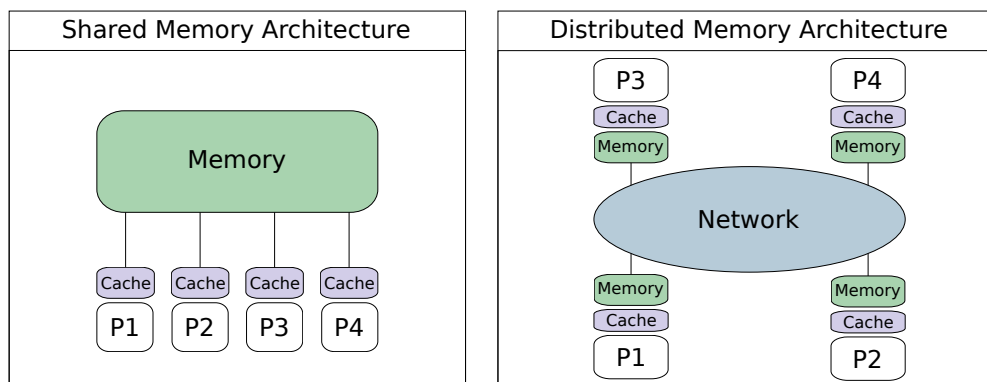 Shared Memory Architecture
Memory
Cache Cache Cache Cache
P1 P2 P3 P4
Distributed Memory Architecture
P3 P4
Cache Cache
Memory Memory
Network
Memory Memory
Cache Cache
P1 P2